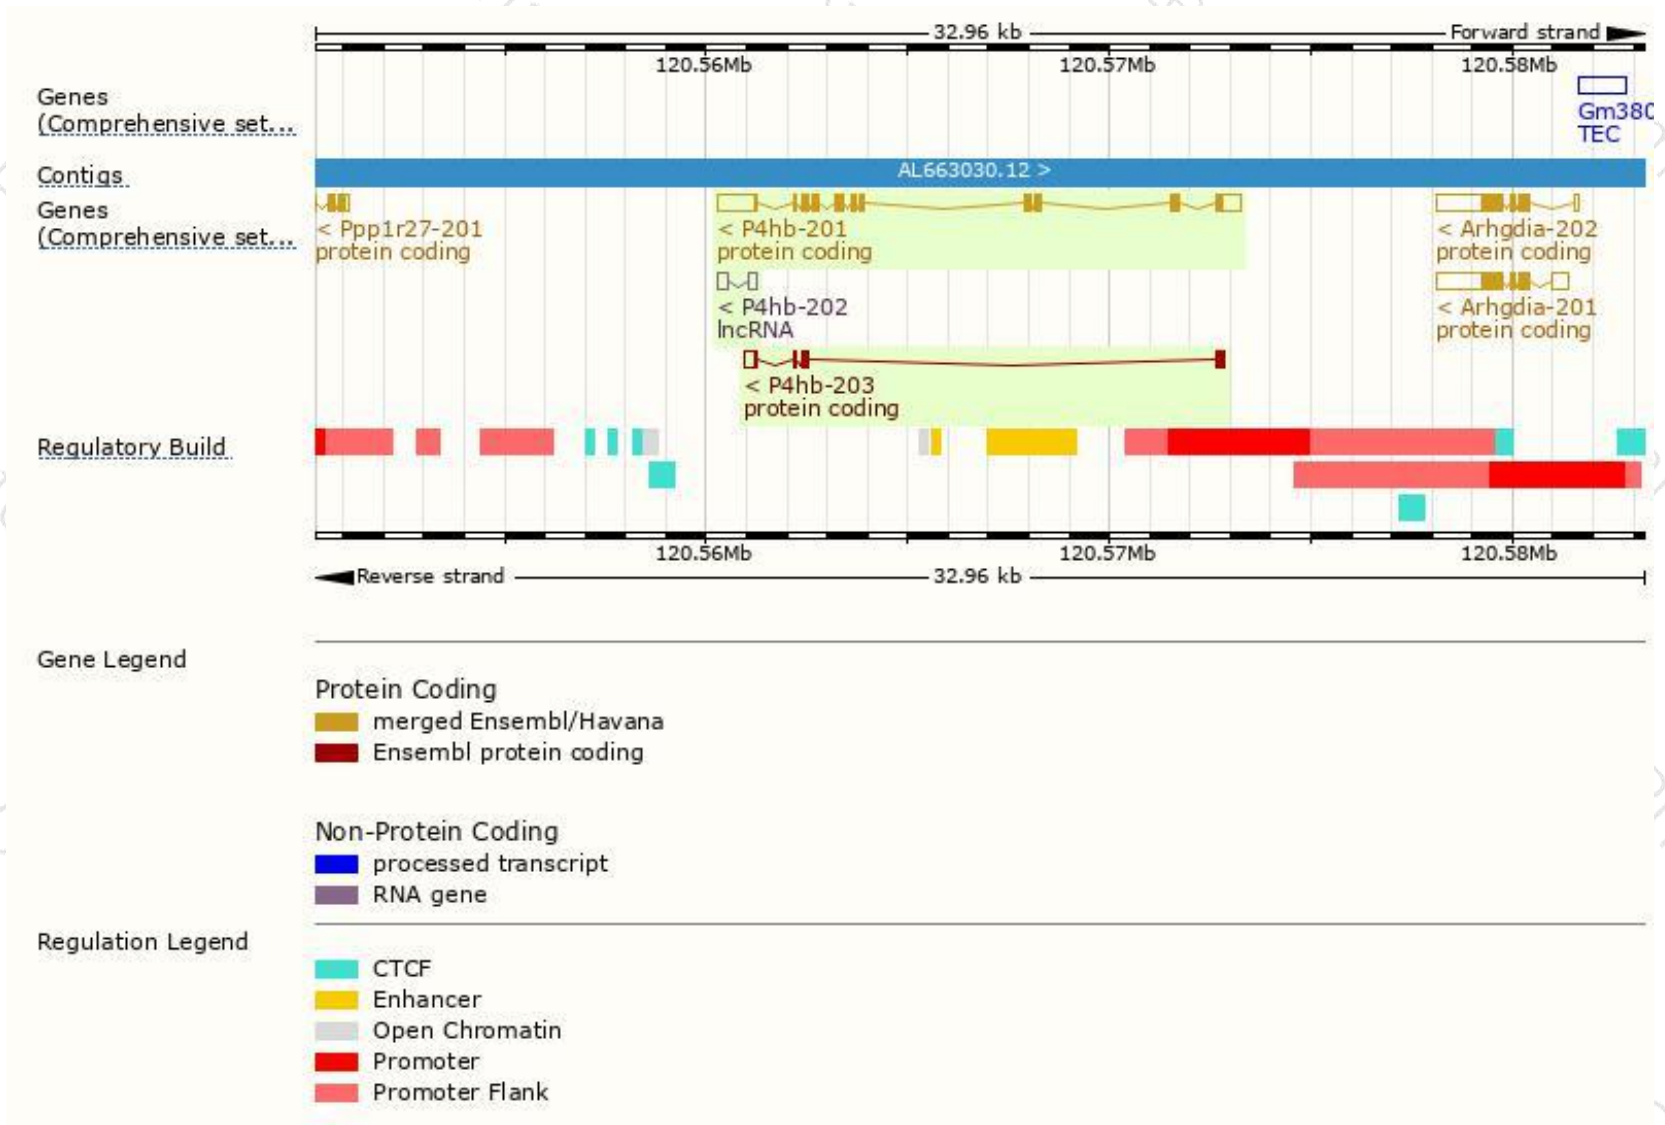 32.96 kb Forward strand
120.56Mb 120.57Mb 120.58Mb
Genes
(Comprehensive set...
Gm380
TEC
Contigs
AL663030.12 >
Genes
(Comprehensive set...
< Ppp1r27-201
protein coding
< P4hb-201
protein coding
< Arhgdia-202
protein coding
< P4hb-202
lncRNA
< Arhgdia-201
protein coding
< P4hb-203
protein coding
Regulatory Build
120.56Mb 120.57Mb 120.58Mb
Reverse strand 32.96 kb
Gene Legend
Protein Coding
merged Ensembl/Havana
Ensembl protein coding
Non-Protein Coding
processed transcript
RNA gene
Regulation Legend
CTCF
Enhancer
Open Chromatin
Promoter
Promoter Flank